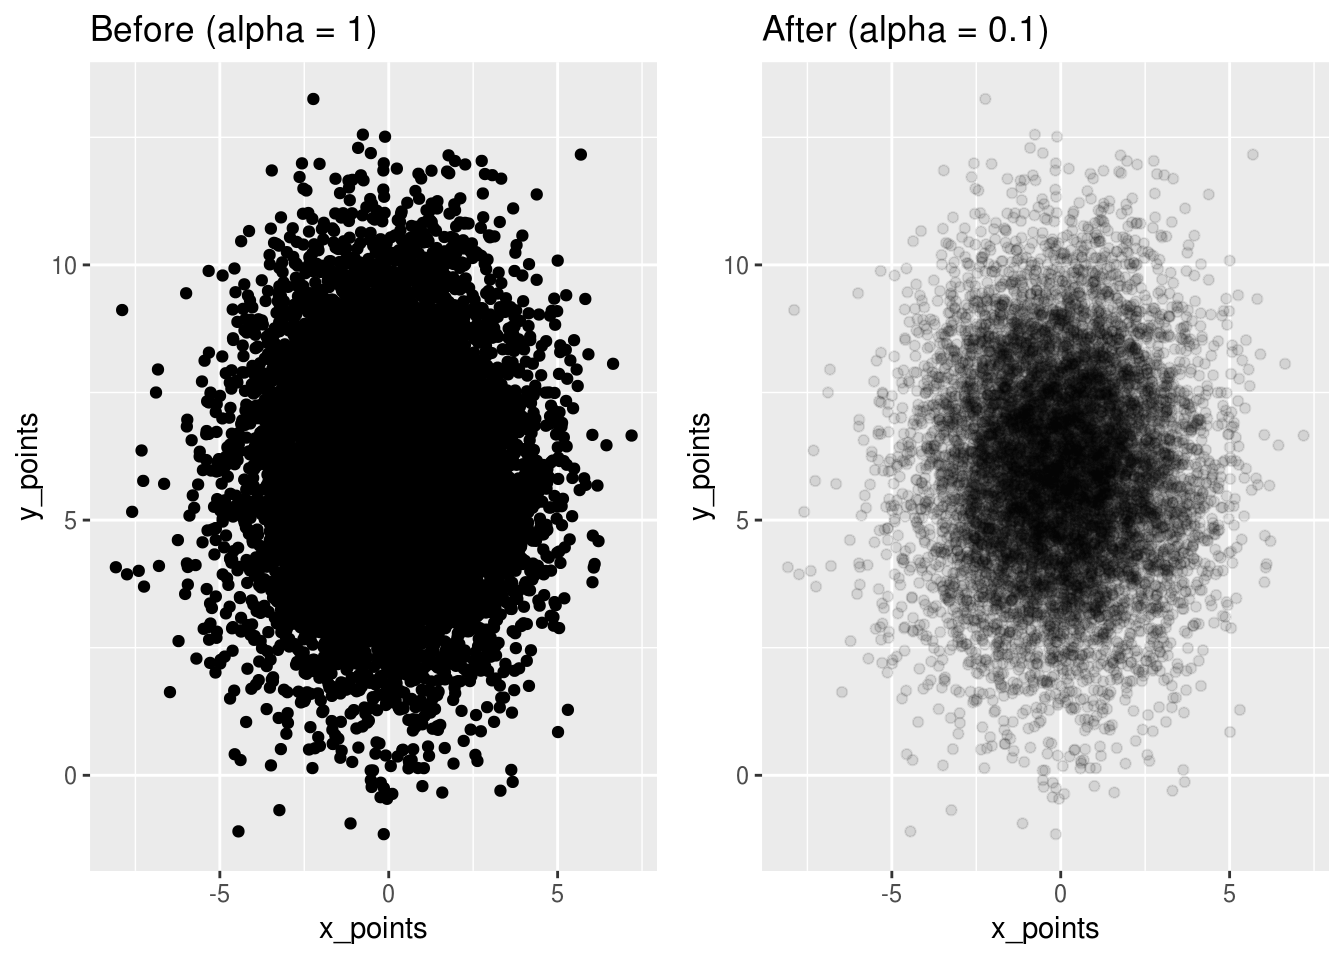 Before (alpha = 1)
10
5
0
-5
0
5
x_points
y_points
After (alpha = 0.1)
10
5
0
-5
0
5
x_points
y_points